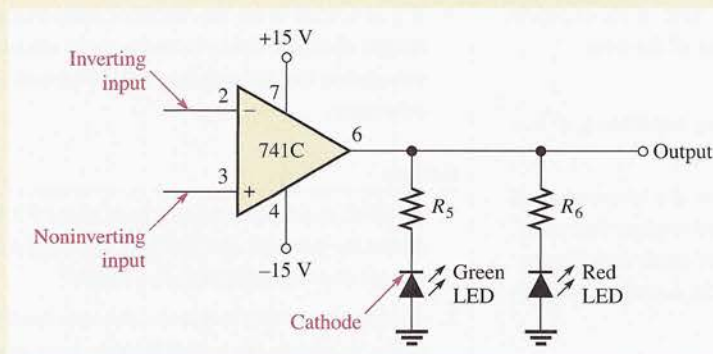 +15 V
Inverting
input
2
7
−
741C
6
Output
3
+
4
Noninverting
input
−15 V
R5
R6
Green
LED
Red
LED
Cathode